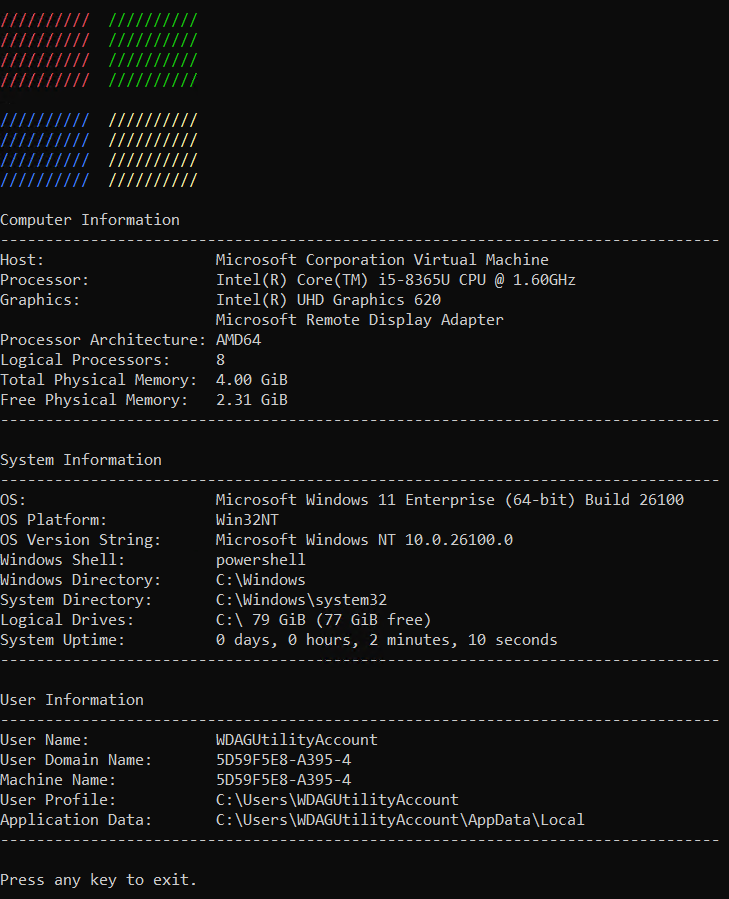 //////////  //////////
//////////  //////////
//////////  //////////
//////////  //////////

//////////  //////////
//////////  //////////
//////////  //////////
//////////  //////////

Computer Information
--------------------------------------------------------------------------------
Host:                   Microsoft Corporation Virtual Machine
Processor:              Intel(R) Core(TM) i5-8365U CPU @ 1.60GHz
Graphics:               Intel(R) UHD Graphics 620
                        Microsoft Remote Display Adapter
Processor Architecture: AMD64
Logical Processors:     8
Total Physical Memory:  4.00 GiB
Free Physical Memory:   2.31 GiB
--------------------------------------------------------------------------------

System Information
--------------------------------------------------------------------------------
OS:                     Microsoft Windows 11 Enterprise (64-bit) Build 26100
OS Platform:            Win32NT
OS Version String:      Microsoft Windows NT 10.0.26100.0
Windows Shell:          powershell
Windows Directory:      C:\Windows
System Directory:       C:\Windows\system32
Logical Drives:         C:\ 79 GiB (77 GiB free)
System Uptime:          0 days, 0 hours, 2 minutes, 10 seconds
--------------------------------------------------------------------------------

User Information
--------------------------------------------------------------------------------
User Name:              WDAGUtilityAccount
User Domain Name:       5D59F5E8-A395-4
Machine Name:           5D59F5E8-A395-4
User Profile:           C:\Users\WDAGUtilityAccount
Application Data:       C:\Users\WDAGUtilityAccount\AppData\Local
--------------------------------------------------------------------------------

Press any key to exit.